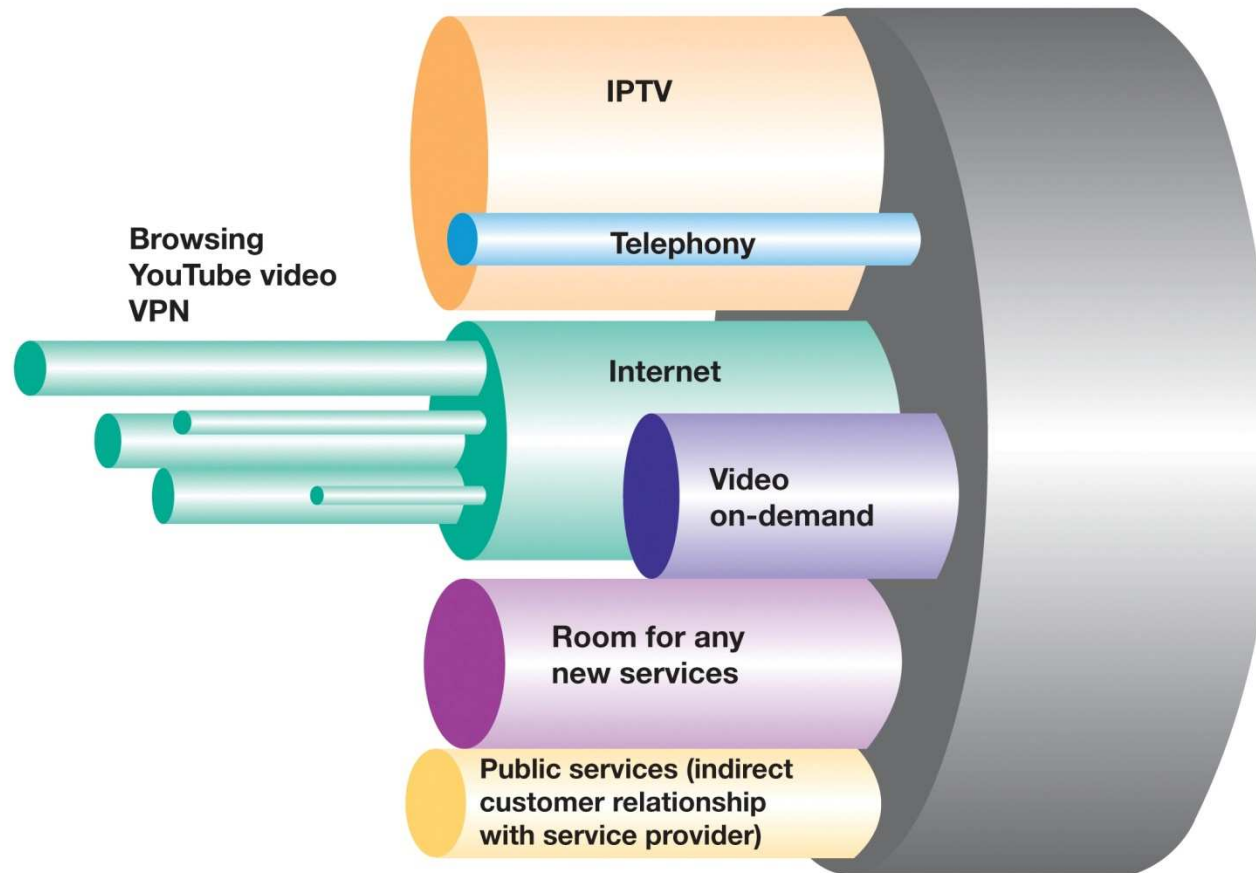 IPTV
Telephony
Browsing
YouTube video
VPN
Internet
Video
on-demand
Room for any
new services
Public services (indirect
customer relationship
with service provider)